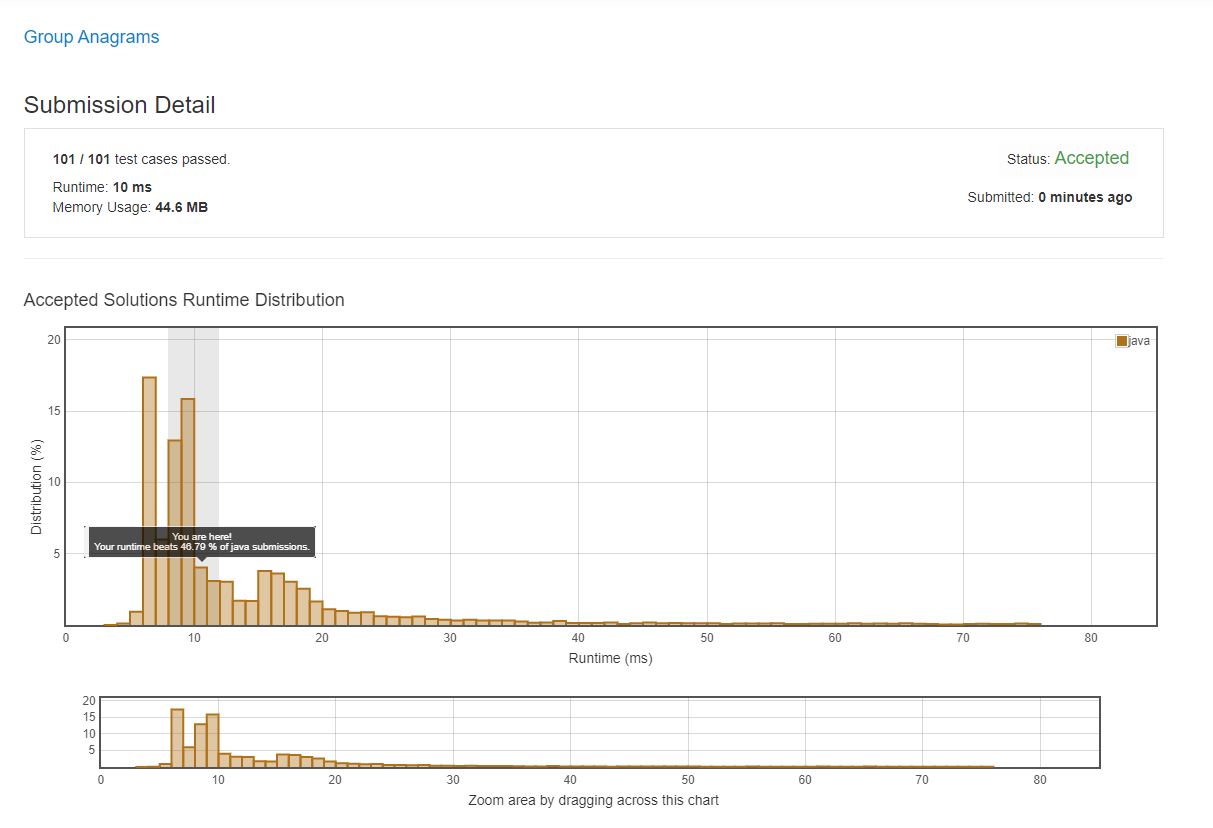 Group Anagrams
Submission Detail
101 / 101 test cases passed.
Status: Accepted
Runtime: 10 ms
Memory Usage: 44.6 MB
Submitted: 0 minutes ago
Accepted Solutions Runtime Distribution
java
20
15
10
5
Distribution (%)
You are here!
Your runtime beats 46.79 % of java submissions.
0 10 20 30 40 50 60 70 80
Runtime (ms)
20
15
10
5
0 10 20 30 40 50 60 70 80
Zoom area by dragging across this chart